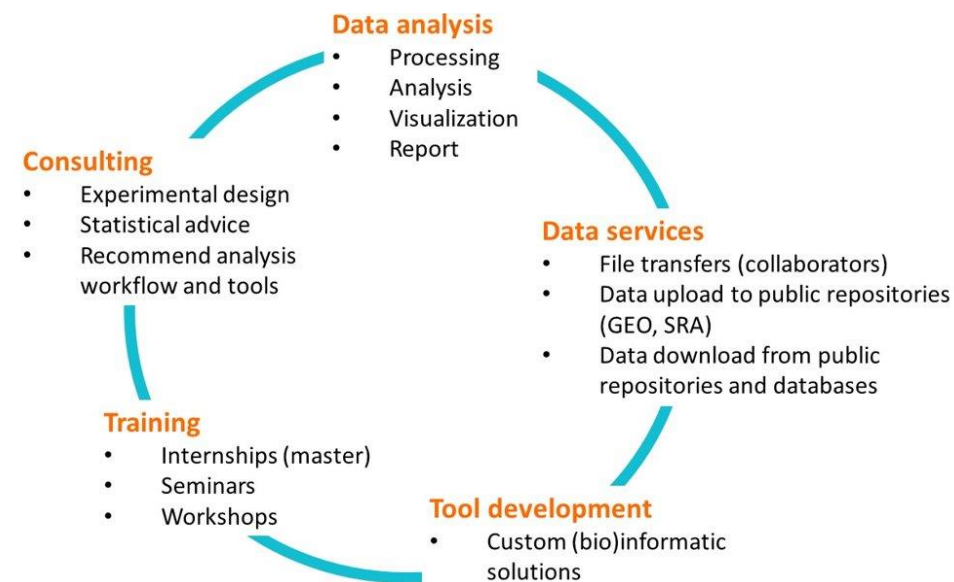 Data analysis
• Processing
• Analysis
• Visualization
• Report
Consulting
• Experimental design
• Statistical advice
• Recommend analysis
workflow and tools
Data services
• File transfers (collaborators)
• Data upload to public repositories
(GEO, SRA)
• Data download from public
repositories and databases
Training
• Internships (master)
• Seminars
• Workshops
Tool development
• Custom (bio)informatic
solutions